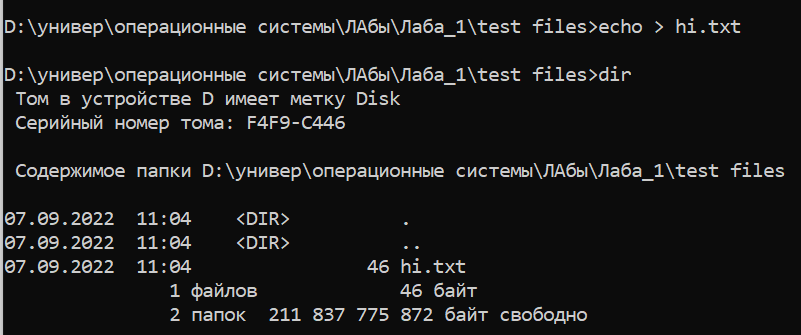 D:\универ\операционные системы\ЛАбы\Лаба_1\test files>echo > hi.txt
D:\универ\операционные системы\ЛАбы\Лаба_1\test files>dir
Том в устройстве D имеет метку Disk
Серийный номер тома: F4F9-C446
Содержимое папки D:\универ\операционные системы\ЛАбы\Лаба_1\test files
07.09.2022  11:04    <DIR>          .
07.09.2022  11:04    <DIR>          ..
07.09.2022  11:04                46 hi.txt
1 файлов             46 байт
2 папок  211 837 775 872 байт свободно